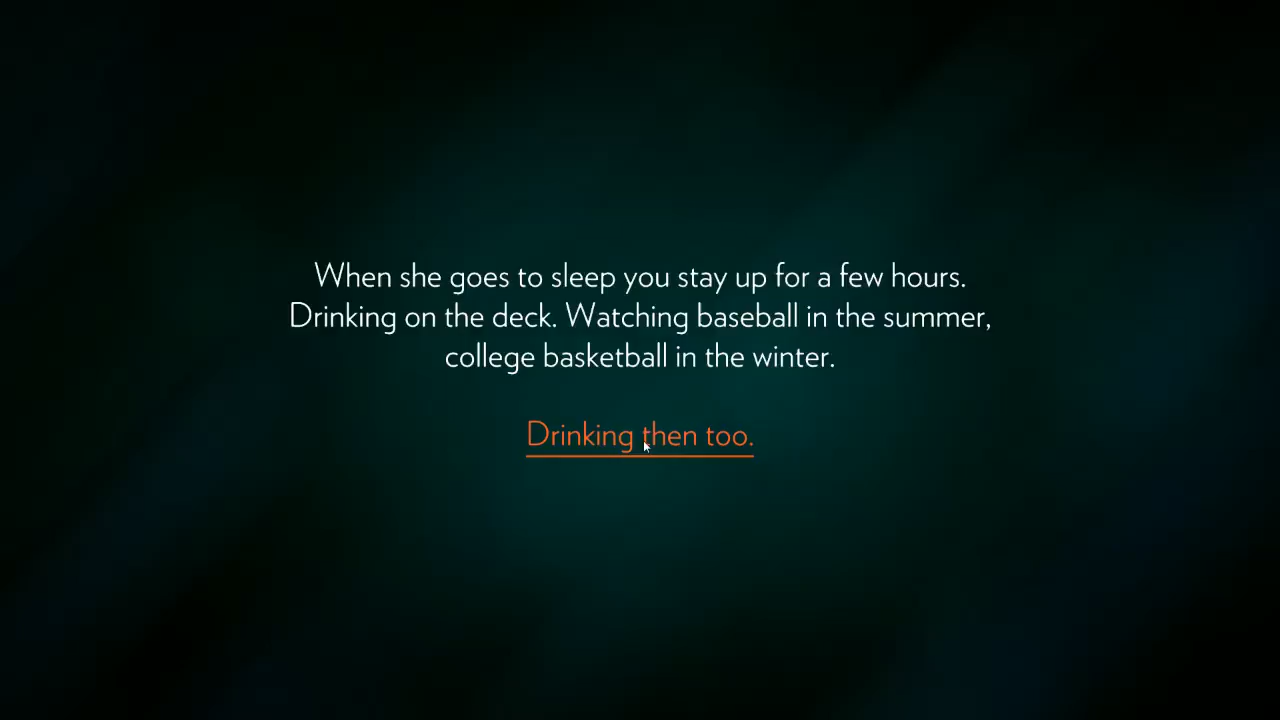 When she goes to sleep you stay up for a few hours.
Drinking on the deck. Watching baseball in the summer,
college basketball in the winter.
Drinking then too.